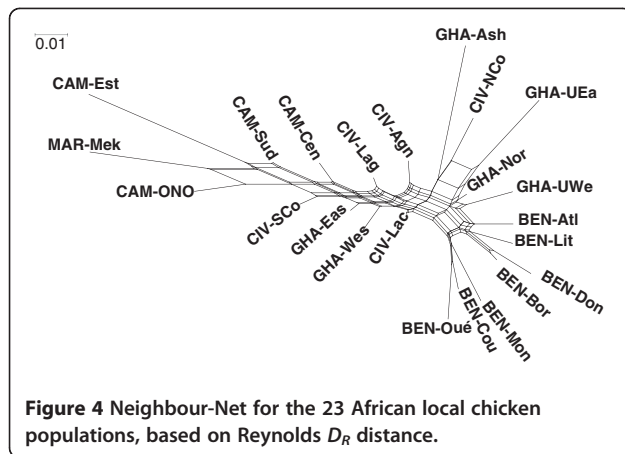 0.01
GHA-Ash
CIV-NCo
CAM-Est
GHA-UEa
CAM-Sud
CAM-Cen
CIV-Lag
CIV-Agn
MAR-Mek
GHA-Nor
CAM-ONO
GHA-UWe
CIV-SCo
GHA-Eas
GHA-Wes
CIV-Lac
BEN-Atl
BEN-Lit
BEN-Bor
BEN-Don
BEN-Oué
BEN-Cou
BEN-Mon
Figure 4 Neighbour-Net for the 23 African local chicken
populations, based on Reynolds D_R distance.